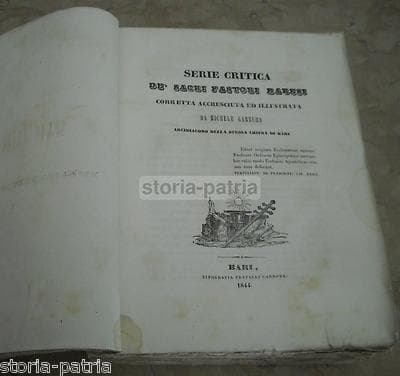 SERIE CRITICA
DE' SACRI PASTORI BARESI
CORRETTA ACCRESCIUTA ED ILLUSTRATA
DA MICHELE GARRUBA
ARCIDIACONO DELLA STESSA CHIESA DI BARI
storia-patria
BARI,
TIPOGRAFIA FRATELLI CANNONE.
1844.
storia-patria